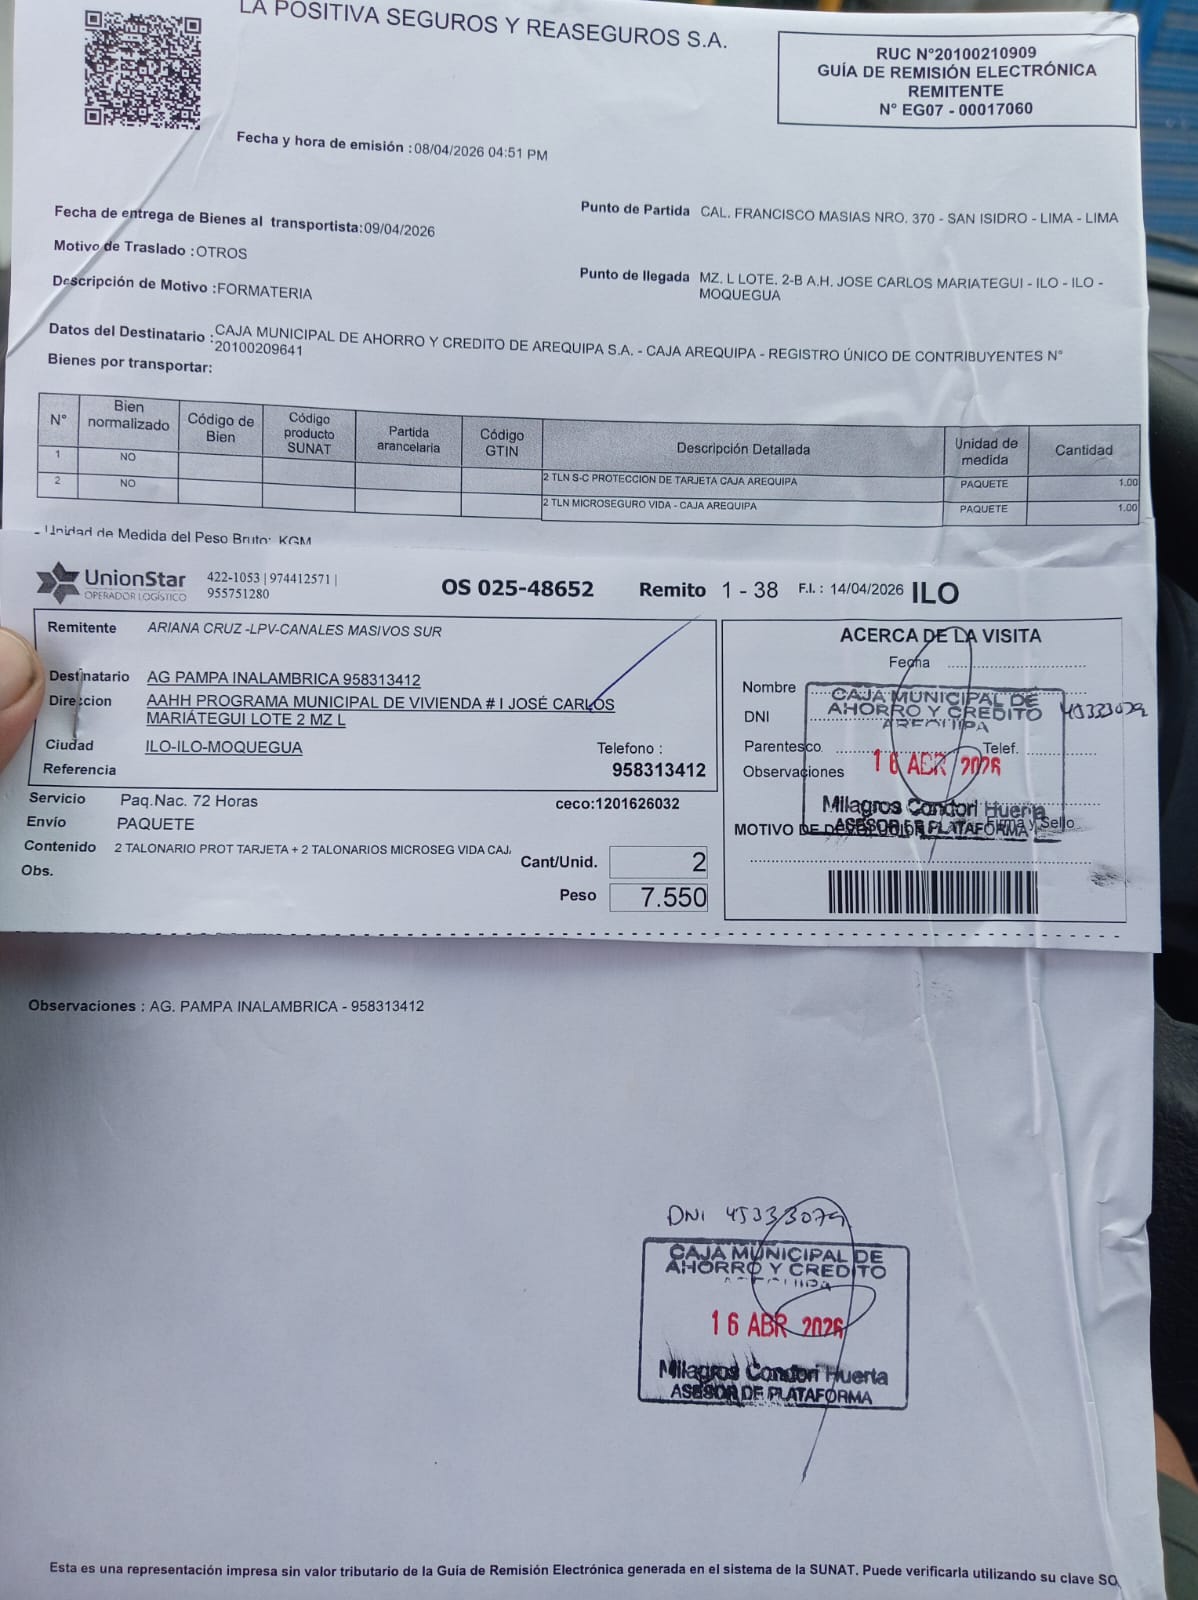 LA POSITIVA SEGUROS Y REASEGUROS S.A.
RUC N°20100210909
GUÍA DE REMISIÓN ELECTRÓNICA
REMITENTE
N° EG07 - 00017060
Fecha y hora de emisión :08/04/2026 04:51 PM
Fecha de entrega de Bienes al transportista:09/04/2026
Punto de Partida CAL. FRANCISCO MASIAS NRO. 370 - SAN ISIDRO - LIMA - LIMA
Motivo de Traslado :OTROS
Punto de llegada MZ. L LOTE. 2-B A.H. JOSE CARLOS MARIATEGUI - ILO - ILO -
MOQUEGUA
Descripción de Motivo :FORMATERIA
Datos del Destinatario :CAJA MUNICIPAL DE AHORRO Y CREDITO DE AREQUIPA S.A. - CAJA AREQUIPA - REGISTRO ÚNICO DE CONTRIBUYENTES N°
20100209641
Bienes por transportar:
N° Bien normalizado Código de Bien Código producto SUNAT Partida arancelaria Código GTIN Descripción Detallada Unidad de medida Cantidad
1 NO 2 TLN S-C PROTECCION DE TARJETA CAJA AREQUIPA PAQUETE 1.00
2 NO 2 TLN MICROSEGURO VIDA - CAJA AREQUIPA PAQUETE 1.00
- Unidad de Medida del Peso Bruto: KGM
UnionStar
OPERADOR LOGÍSTICO
422-1053 | 974412571 |
955751280
OS 025-48652 Remito 1 - 38 F.I. : 14/04/2026 ILO
Remitente ARIANA CRUZ -LPV-CANALES MASIVOS SUR
Destinatario AG PAMPA INALAMBRICA 958313412
Direccion AAHH PROGRAMA MUNICIPAL DE VIVIENDA # I JOSÉ CARLOS
MARIÁTEGUI LOTE 2 MZ L
Ciudad ILO-ILO-MOQUEGUA
Telefono :
Referencia 958313412
Servicio Paq.Nac. 72 Horas ceco:1201626032
Envío PAQUETE
Contenido 2 TALONARIO PROT TARJETA + 2 TALONARIOS MICROSEG VIDA CAJ.
Obs.
Cant/Unid. 2
Peso 7.550
ACERCA DE LA VISITA
Fecha
Nombre
DNI 45333079
Parentesco Telef.
Observaciones
Firma y Sello
MOTIVO DE DEVOLUCION
CAJA MUNICIPAL DE
AHORRO Y CREDITO
AREQUIPA
16 ABR 2026
Milagros Condori Huerta
ASESOR DE PLATAFORMA
Observaciones : AG. PAMPA INALAMBRICA - 958313412
DNI 45333079
CAJA MUNICIPAL DE
AHORRO Y CREDITO
AREQUIPA
16 ABR 2026
Milagros Condori Huerta
ASESOR DE PLATAFORMA
Esta es una representación impresa sin valor tributario de la Guía de Remisión Electrónica generada en el sistema de la SUNAT. Puede verificarla utilizando su clave SO